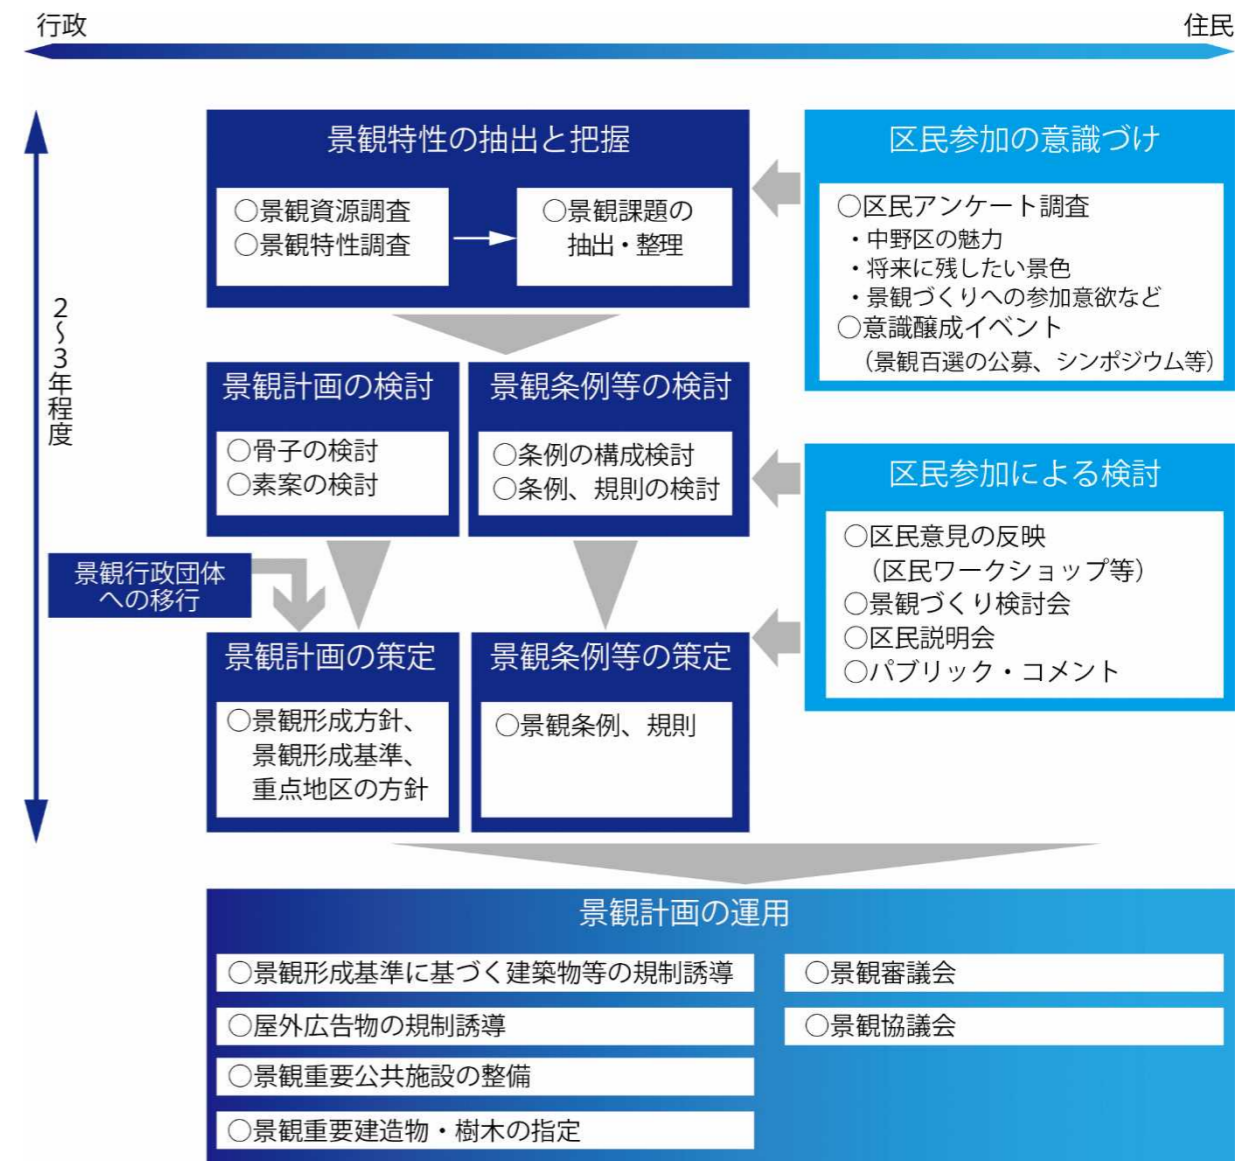 行政
住民
2～3年程度
景観特性の抽出と把握
○景観資源調査
○景観特性調査
○景観課題の
抽出・整理
区民参加の意識づけ
○区民アンケート調査
・中野区の魅力
・将来に残したい景色
・景観づくりへの参加意欲など
○意識醸成イベント
（景観百選の公募、シンポジウム等）
景観計画の検討
○骨子の検討
○素案の検討
景観条例等の検討
○条例の構成検討
○条例、規則の検討
区民参加による検討
○区民意見の反映
（区民ワークショップ等）
○景観づくり検討会
○区民説明会
○パブリック・コメント
景観行政団体
への移行
景観計画の策定
○景観形成方針、
景観形成基準、
重点地区の方針
景観条例等の策定
○景観条例、規則
景観計画の運用
○景観形成基準に基づく建築物等の規制誘導
○屋外広告物の規制誘導
○景観重要公共施設の整備
○景観重要建造物・樹木の指定
○景観審議会
○景観協議会